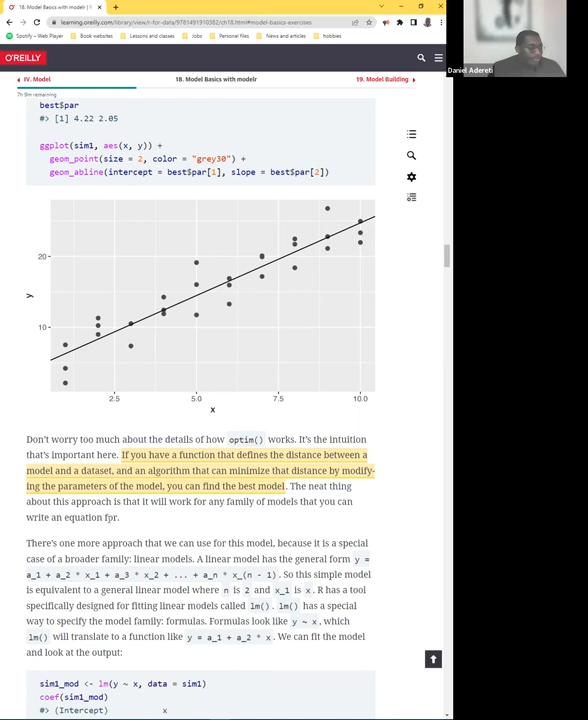 18. Model Basics with modelr | R
learning.oreilly.com/library/view/r-for-data/9781491910382/ch18.html#model-basics-exercises
Spotify – Web Player Book websites Lessons and classes Jobs Personal files News and articles hobbies
Daniel Adereti
O'REILLY
IV. Model 18. Model Basics with modelr 19. Model Building
7h 9m remaining
best$par
#> [1] 4.22 2.05
ggplot(sim1, aes(x, y)) +
geom_point(size = 2, color = "grey30") +
geom_abline(intercept = best$par[1], slope = best$par[2])
20
y
10
2.5 5.0 7.5 10.0
x
Don't worry too much about the details of how optim() works. It's the intuition
that's important here. If you have a function that defines the distance between a
model and a dataset, and an algorithm that can minimize that distance by modify-
ing the parameters of the model, you can find the best model. The neat thing
about this approach is that it will work for any family of models that you can
write an equation for.
There's one more approach that we can use for this model, because it is a special
case of a broader family: linear models. A linear model has the general form y =
a_1 + a_2 * x_1 + a_3 * x_2 + ... + a_n * x_(n - 1). So this simple model
is equivalent to a general linear model where n is 2 and x_1 is x. R has a tool
specifically designed for fitting linear models called lm(). lm() has a special
way to specify the model family: formulas. Formulas look like y ~ x, which
lm() will translate to a function like y = a_1 + a_2 * x. We can fit the model
and look at the output:
sim1_mod <- lm(y ~ x, data = sim1)
coef(sim1_mod)
#> (Intercept) x